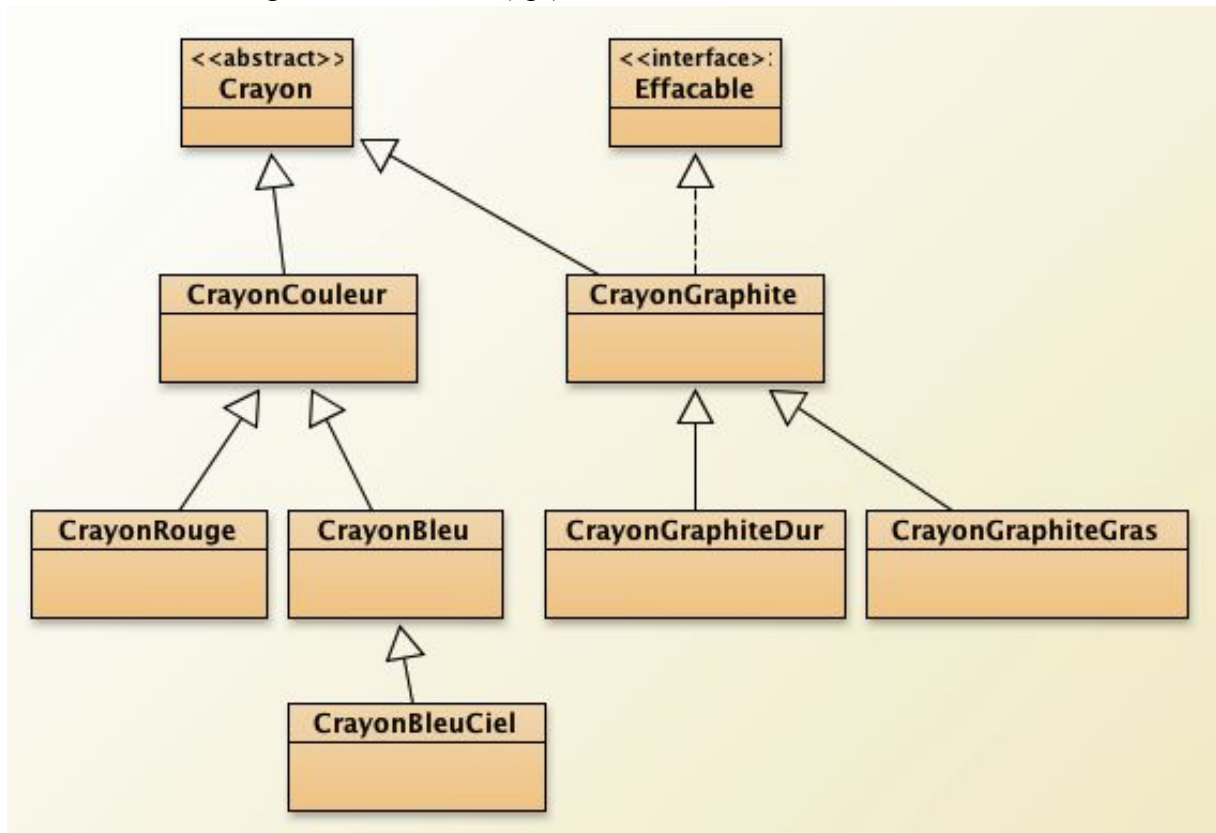 <<abstract>>
Crayon
<<interface>:
Effacable
CrayonCouleur
CrayonGraphite
CrayonRouge
CrayonBleu
CrayonGraphiteDur
CrayonGraphiteGras
CrayonBleuCiel